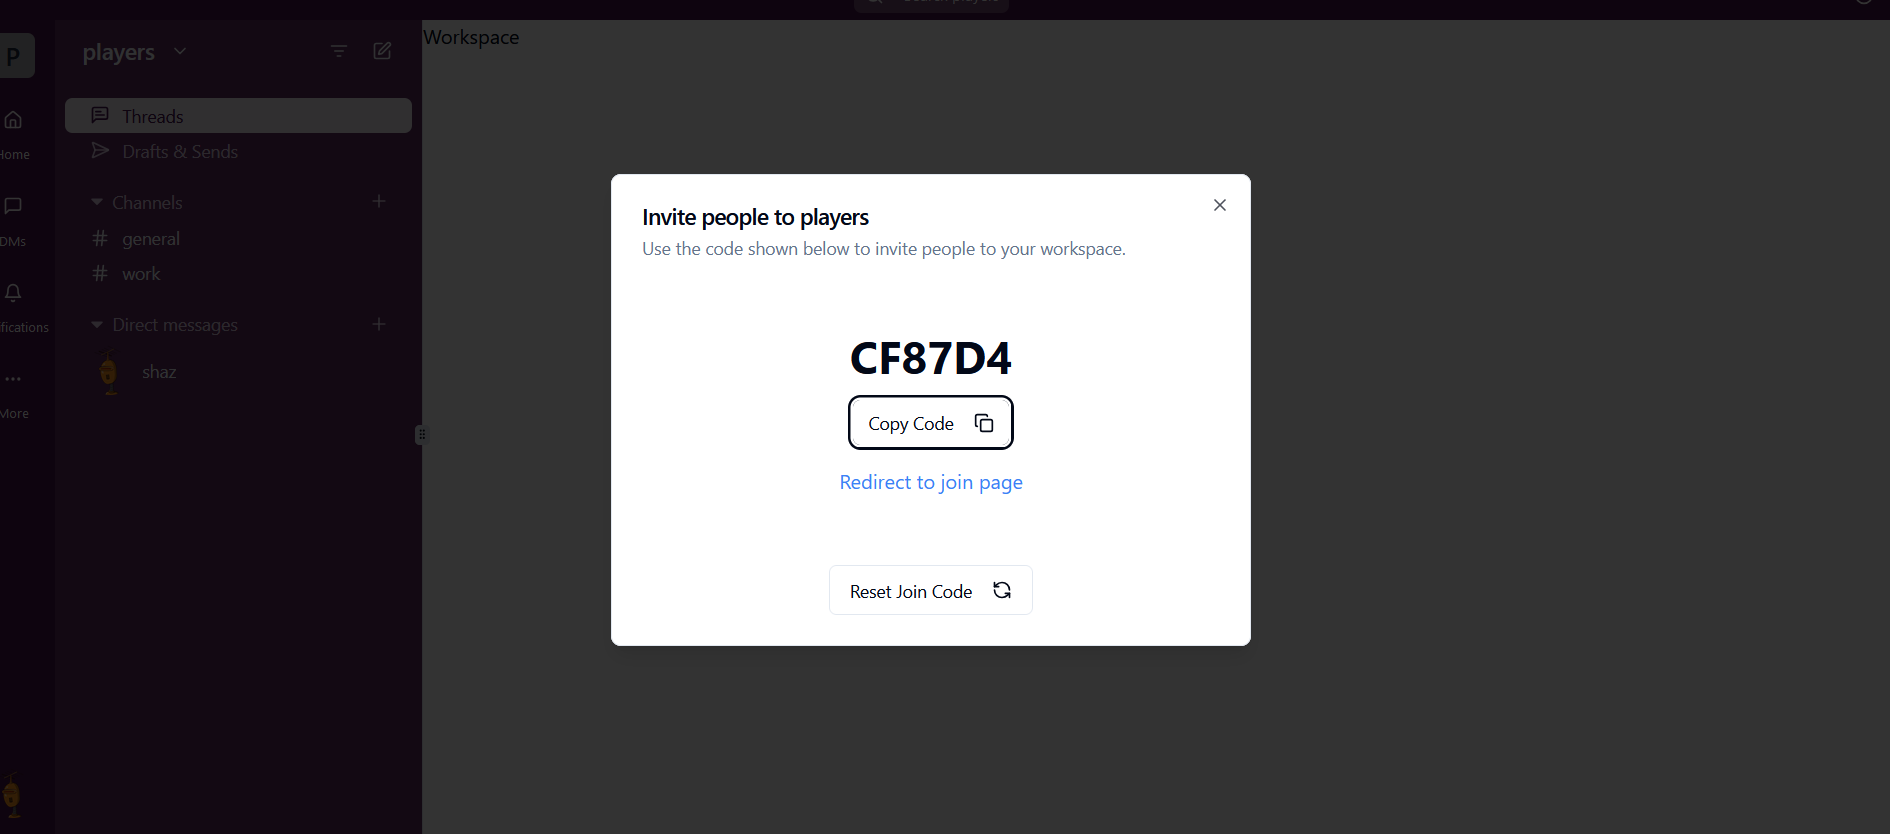 P
players
Workspace
Threads
Home
Drafts & Sends
Channels
DMs
general
work
Direct messages
shaz
More
Invite people to players
Use the code shown below to invite people to your workspace.
CF87D4
Copy Code
Redirect to join page
Reset Join Code